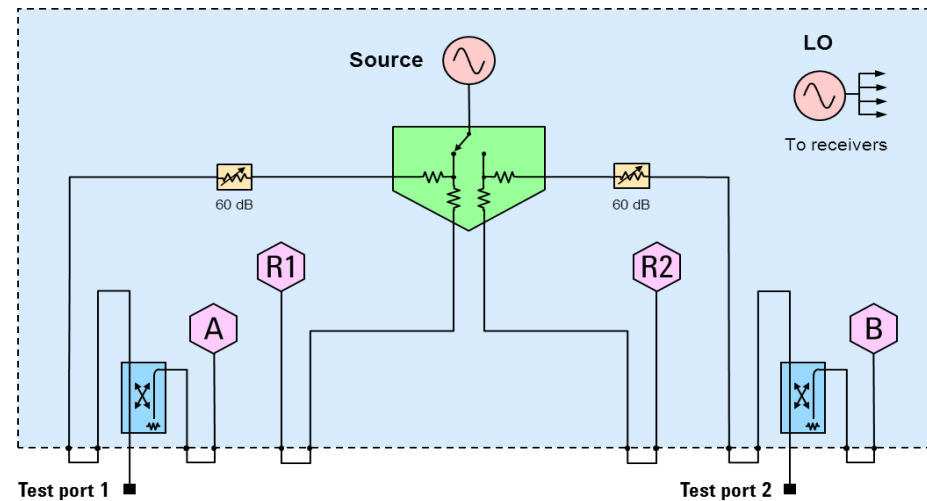 Source
LO
To receivers
60 dB
60 dB
R1
R2
A
B
Test port 1
Test port 2